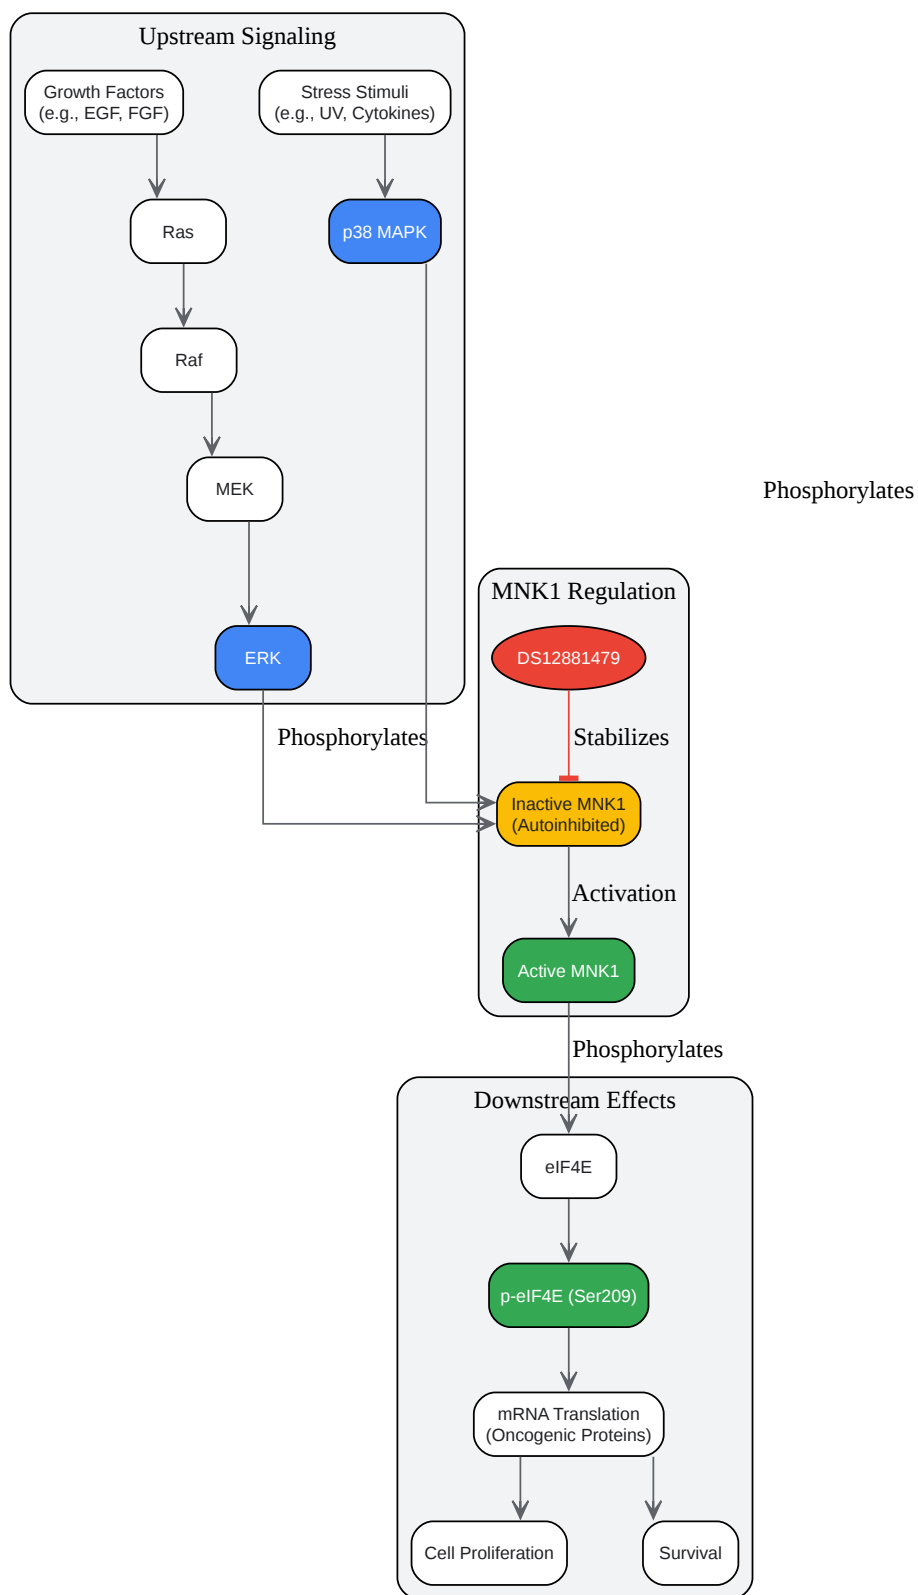 Upstream Signaling
Growth Factors
(e.g., EGF, FGF)
Stress Stimuli
(e.g., UV, Cytokines)
Ras
p38 MAPK
Raf
MEK
Phosphorylates
ERK
MNK1 Regulation
DS12881479
Phosphorylates
Stabilizes
Inactive MNK1
(Autoinhibited)
Activation
Active MNK1
Phosphorylates
Downstream Effects
eIF4E
p-eIF4E (Ser209)
mRNA Translation
(Oncogenic Proteins)
Cell Proliferation
Survival